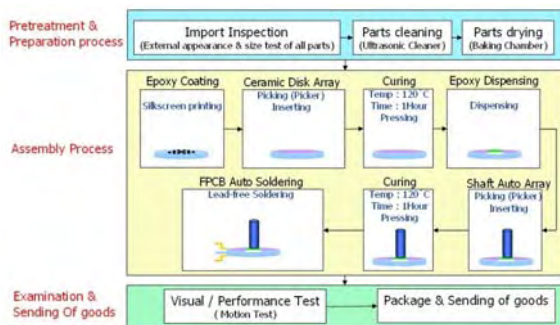 Pretreatment &
Preparation process
Import Inspection
(External appearance & size test of all parts)
Parts cleaning
(Ultrasonic Cleaner)
Parts drying
(Baking Chamber)
Assembly Process
Epoxy Coating
Silkscreen printing
Ceramic Disk Array
Picking (Picker)
Inserting
Curing
Temp : 120˚C
Time : 1Hour
Pressing
Epoxy Dispensing
Dispensing
FPCB Auto Soldering
Lead-free Soldering
Curing
Temp : 120˚C
Time : 1Hour
Pressing
Shaft Auto Array
Picking (Picker)
Inserting
Examination &
Sending Of goods
Visual / Performance Test
( Motion Test)
Package & Sending of goods